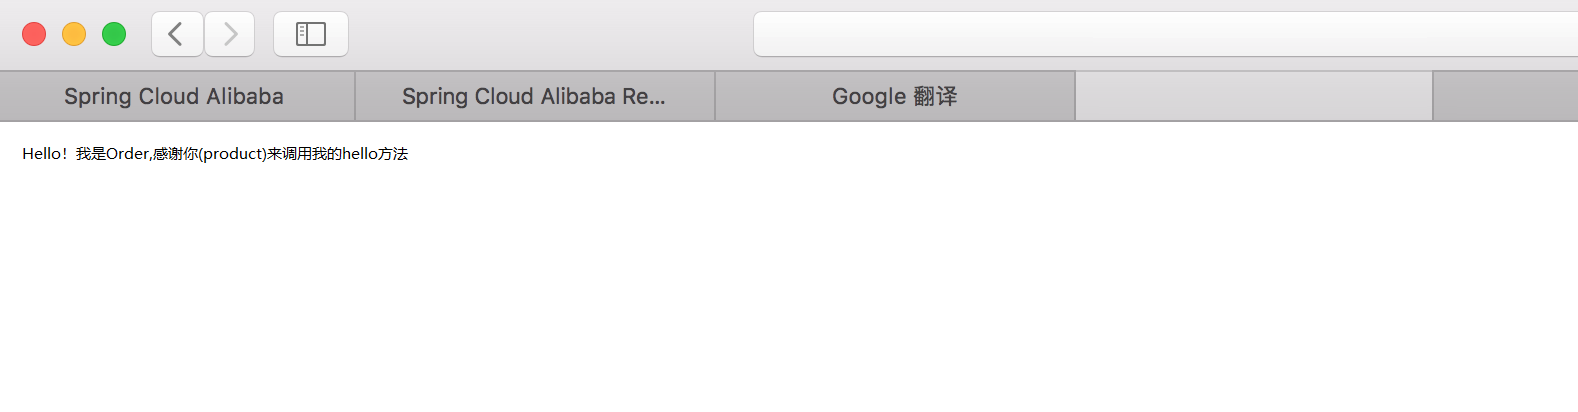 Spring Cloud Alibaba
Spring Cloud Alibaba Re...
Google 翻译
Hello！我是Order,感谢你(product)来调用我的hello方法